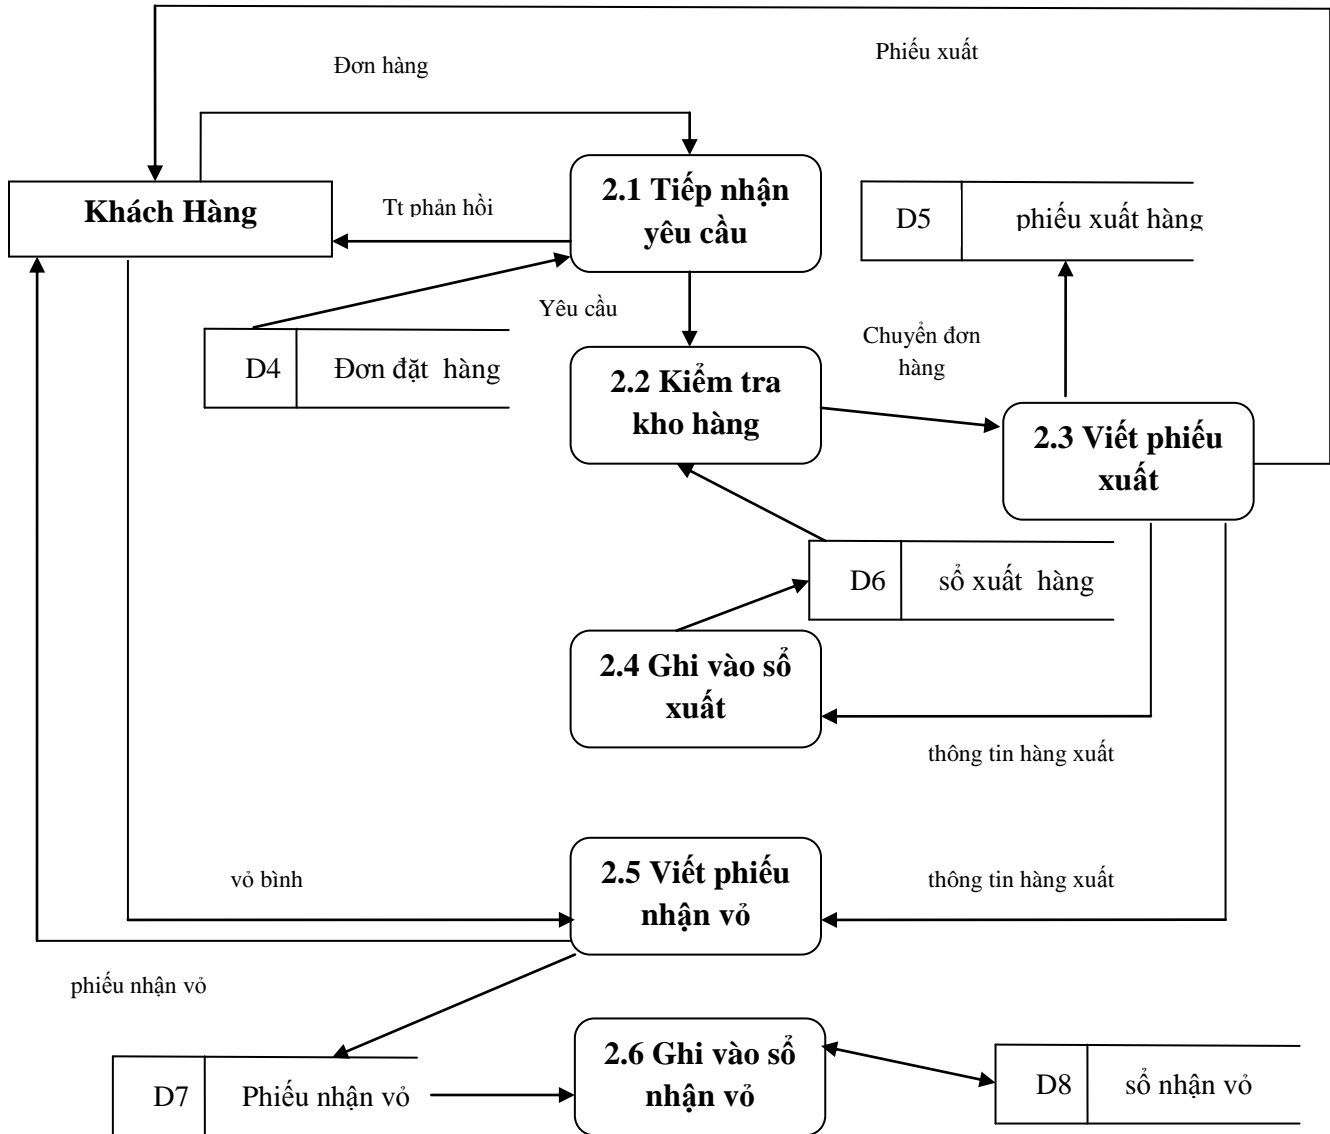 Phiếu xuất
Đơn hàng
2.1 Tiếp nhận
yêu cầu
Khách Hàng
Tt phản hồi
D5
phiếu xuất hàng
Yêu cầu
Chuyển đơn
hàng
D4
Đơn đặt hàng
2.2 Kiểm tra
kho hàng
2.3 Viết phiếu
xuất
D6
sổ xuất hàng
2.4 Ghi vào sổ
xuất
thông tin hàng xuất
2.5 Viết phiếu
nhận vỏ
vỏ bình
thông tin hàng xuất
phiếu nhận vỏ
2.6 Ghi vào sổ
nhận vỏ
D7
Phiếu nhận vỏ
D8
sổ nhận vỏ